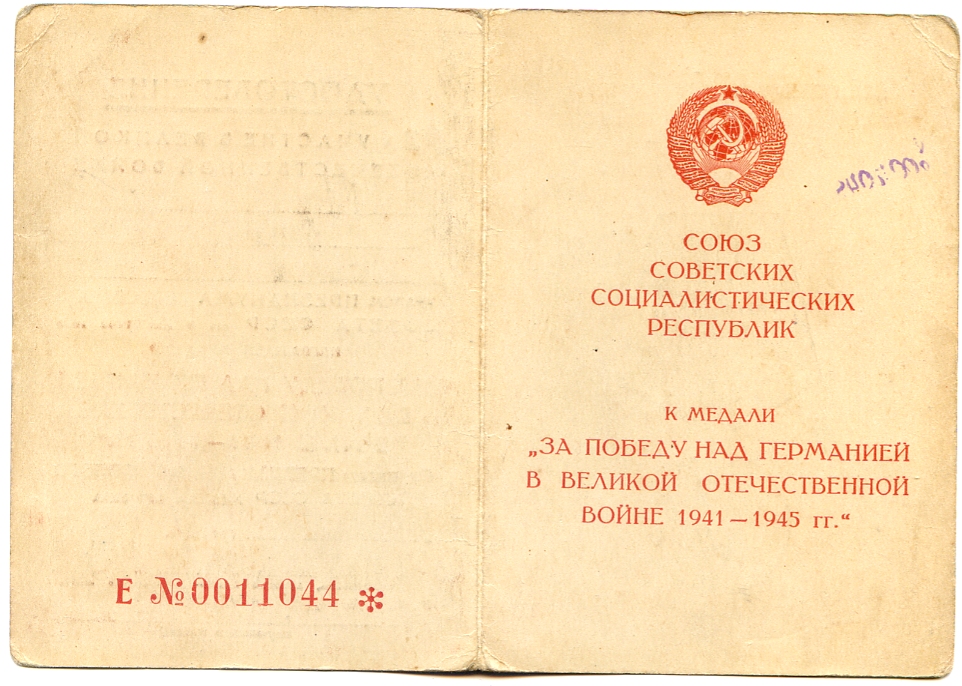 СОЮЗ
СОВЕТСКИХ
СОЦИАЛИСТИЧЕСКИХ
РЕСПУБЛИК
К МЕДАЛИ
„ЗА ПОБЕДУ НАД ГЕРМАНИЕЙ
В ВЕЛИКОЙ ОТЕЧЕСТВЕННОЙ
ВОЙНЕ 1941 — 1945 гг.“
Е №0011044 *